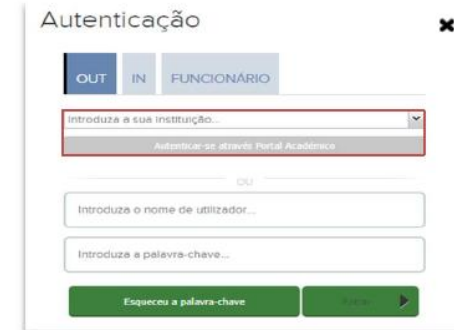 Autenticação
OUT IN FUNCIONÁRIO
Introduza a sua instituição...
Autenticar-se através Portal Académico
OU
Introduza o nome de utilizador...
Introduza a palavra-chave...
Esqueceu a palavra-chave Entrar